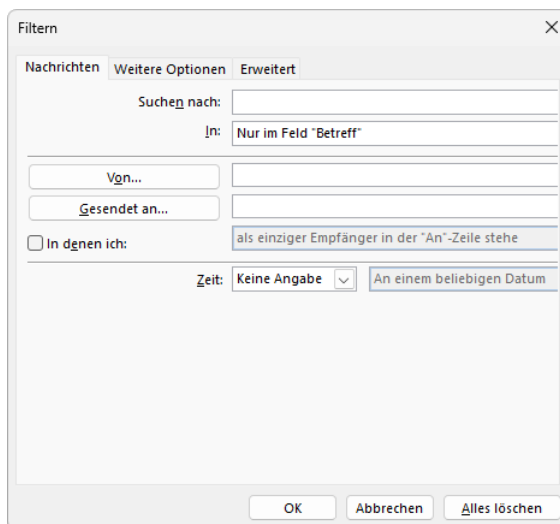 Filtern
Nachrichten Weitere Optionen Erweitert
Suchen nach:
In: Nur im Feld "Betreff"
Von...
Gesendet an...
In denen ich: als einziger Empfänger in der "An"-Zeile stehe
Zeit: Keine Angabe An einem beliebigen Datum
OK Abbrechen Alles löschen